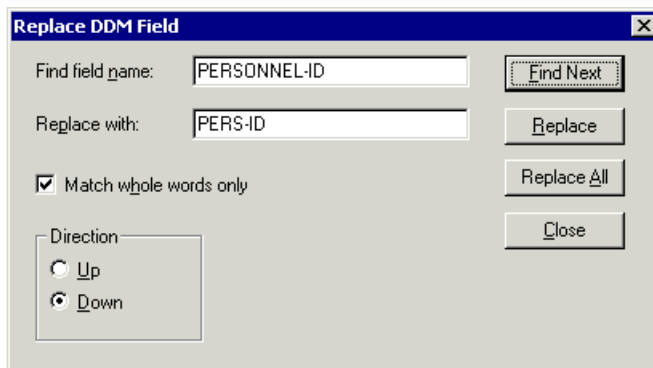 Replace DDM Field
Find field name: PERSONNEL-ID Find Next
Replace with: PERS-ID Replace
Match whole words only Replace All
Direction Close
Up
Down